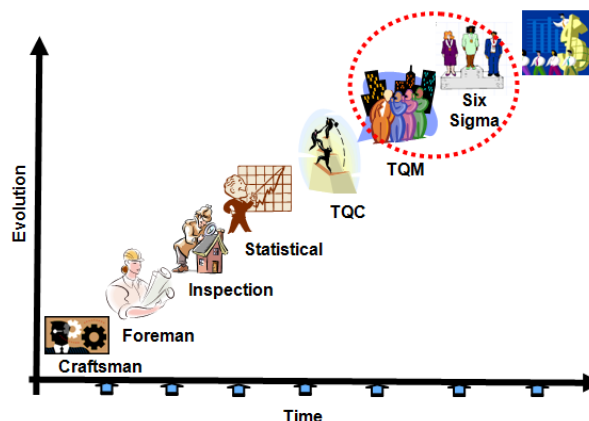 Six
Sigma
TQM
TQC
Statistical
Inspection
Foreman
Craftsman
Evolution
Time